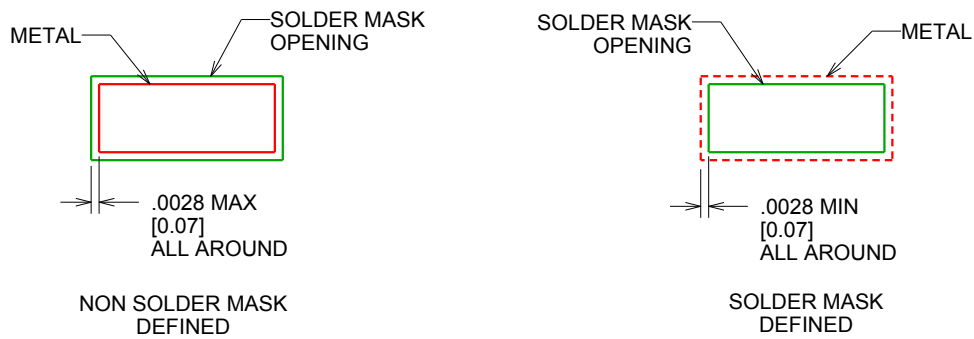 METAL
SOLDER MASK
OPENING
.0028 MAX
[0.07]
ALL AROUND
NON SOLDER MASK
DEFINED
SOLDER MASK
OPENING
METAL
.0028 MIN
[0.07]
ALL AROUND
SOLDER MASK
DEFINED